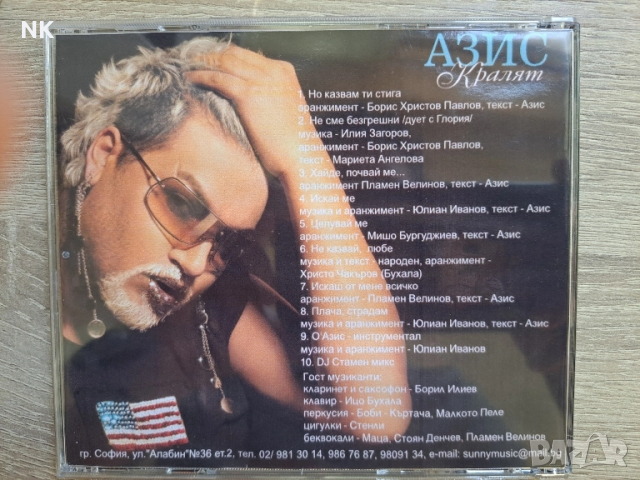 NK
АЗИС
Кралят
1. Но казвам ти стига
аранжимент - Борис Христов Павлов, текст - Азис
2. Не сме безгрешни /дует с Глория/
музика - Илия Загоров,
аранжимент - Борис Христов Павлов,
текст - Мариета Ангелова
3. Хайде, почвай ме...
аранжимент Пламен Велинов, текст - Азис
4. Искай ме
музика и аранжимент - Юлиан Иванов, текст - Азис
5. Целувай ме
аранжимент - Мишо Бургуджиев, текст - Азис
6. Не казвай, любе
музика и текст - народен, аранжимент -
Христо Чакъров (Бухала)
7. Искаш от мене всичко
аранжимент - Пламен Велинов, текст - Азис
8. Плача, страдам
музика и аранжимент - Юлиан Иванов, текст - Азис
9. О'Азис - инструментал
музика и аранжимент - Юлиан Иванов
10. DJ Стамен микс
Гост музиканти:
кларинет и саксофон - Борил Илиев
клавир - Ицо Бухала
перкусия - Боби - Къртача, Малкото Пеле
цигулки - Стенли
беквокали - Маца, Стоян Денчев, Пламен Велинов
гр. София, ул."Алабин"№36 ет.2, тел. 02/ 981 30 14, 986 76 87, 98091 34, e-mail: sunnymusic@mail.bg
bazar